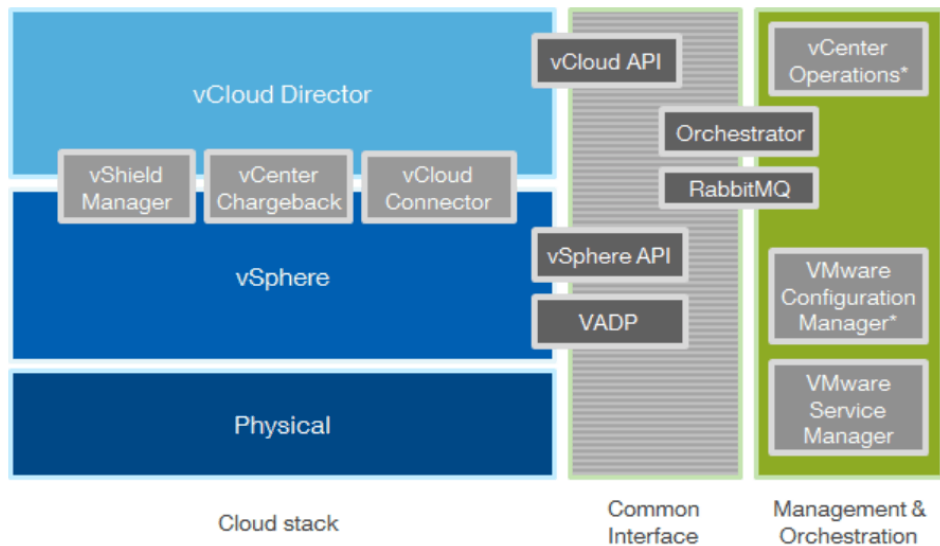 vCloud Director
vShield
Manager
vCenter
Chargeback
vCloud
Connector
vSphere
Physical
Cloud stack
vCloud API
Orchestrator
RabbitMQ
vSphere API
VADP
Common
Interface
vCenter
Operations*
VMware
Configuration
Manager*
VMware
Service
Manager
Management &
Orchestration